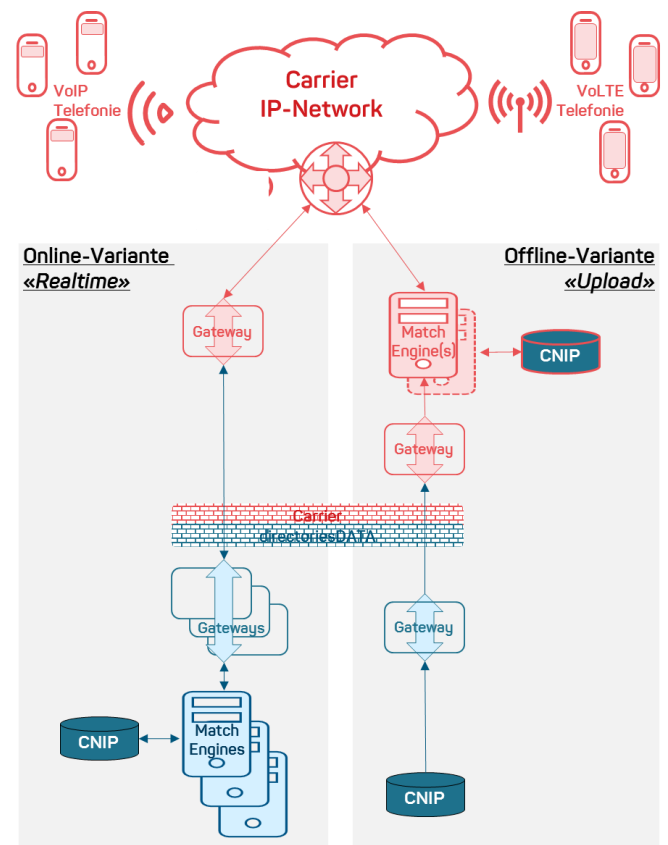 Carrier
IP-Network
VoIP
Telefonie
VoLTE
Telefonie
Online-Variante
«Realtime»
Gateway
Offline-Variante
«Upload»
Match
Engine(s)
CNIP
Gateway
Carrier
directoriesDATA
Gateways
Match
Engines
CNIP
Gateway
CNIP